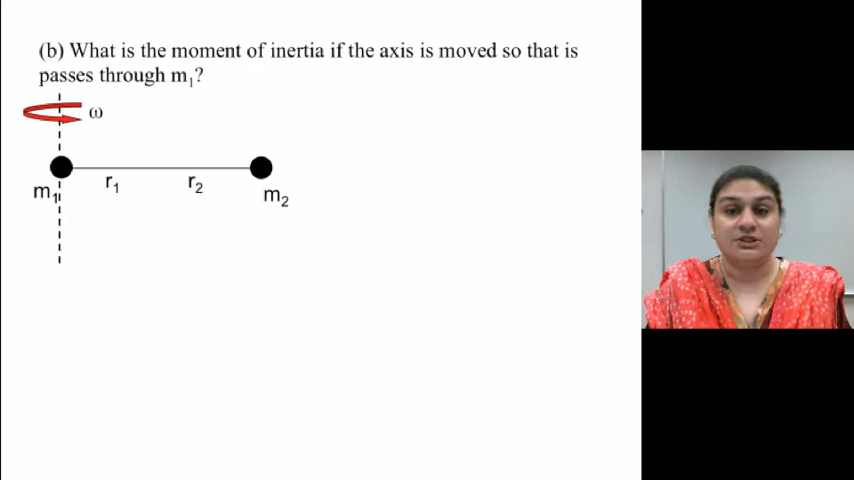 (b) What is the moment of inertia if the axis is moved so that is
passes through m₁?
ω
m₁
r₁
r₂
m₂